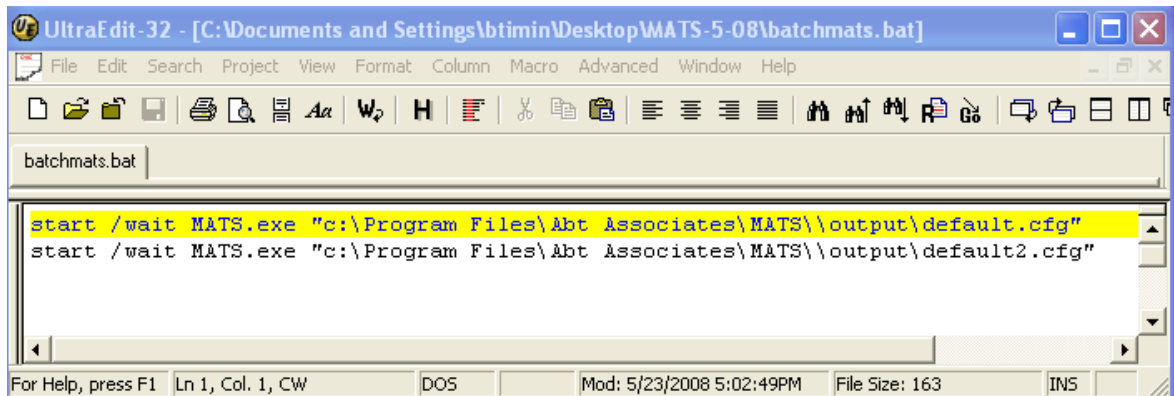 UltraEdit-32 - [C:\Documents and Settings\btimin\Desktop\MATS-5-08\batchmats.bat]
File Edit Search Project View Format Column Macro Advanced Window Help
batchmats.bat
start /wait MATS.exe "c:\Program Files\Abt Associates\MATS\\output\default.cfg"
start /wait MATS.exe "c:\Program Files\Abt Associates\MATS\\output\default2.cfg"
For Help, press F1 Ln 1, Col. 1, CW DOS Mod: 5/23/2008 5:02:49PM File Size: 163 INS